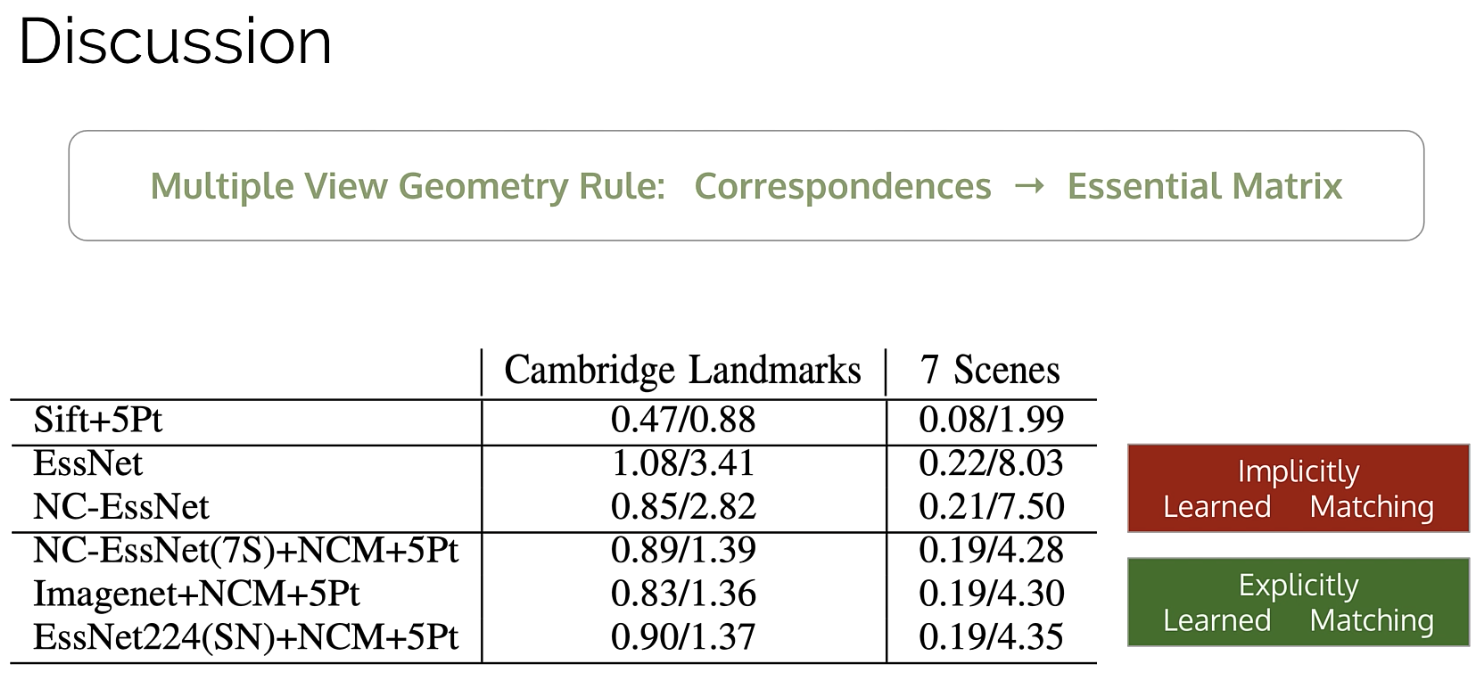 Discussion
Multiple View Geometry Rule: Correspondences → Essential Matrix
Cambridge Landmarks 7 Scenes
Sift+5Pt 0.47/0.88 0.08/1.99
EssNet 1.08/3.41 0.22/8.03
NC-EssNet 0.85/2.82 0.21/7.50
NC-EssNet(7S)+NCM+5Pt 0.89/1.39 0.19/4.28
Imagenet+NCM+5Pt 0.83/1.36 0.19/4.30
EssNet224(SN)+NCM+5Pt 0.90/1.37 0.19/4.35
Implicitly
Learned Matching
Explicitly
Learned Matching